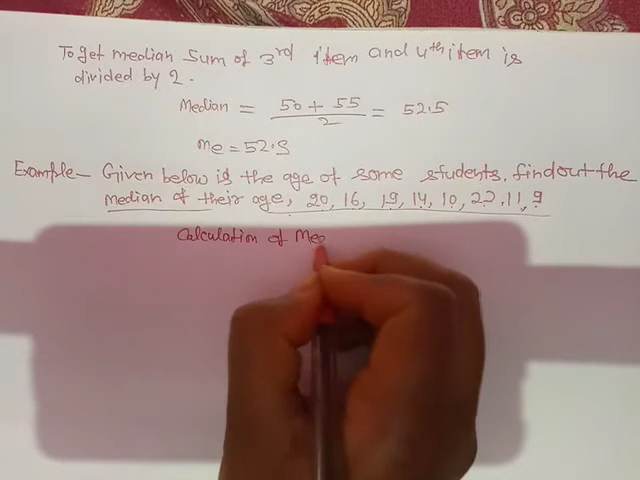 To get median sum of 3rd item and 4th item is
divided by 2.
Median = 50 + 55 / 2 = 52.5
Me = 52.5
Example – Given below is the age of some students, find out the
median of their age, 20, 16, 19, 14, 10, 22, 11, 9
Calculation of Me